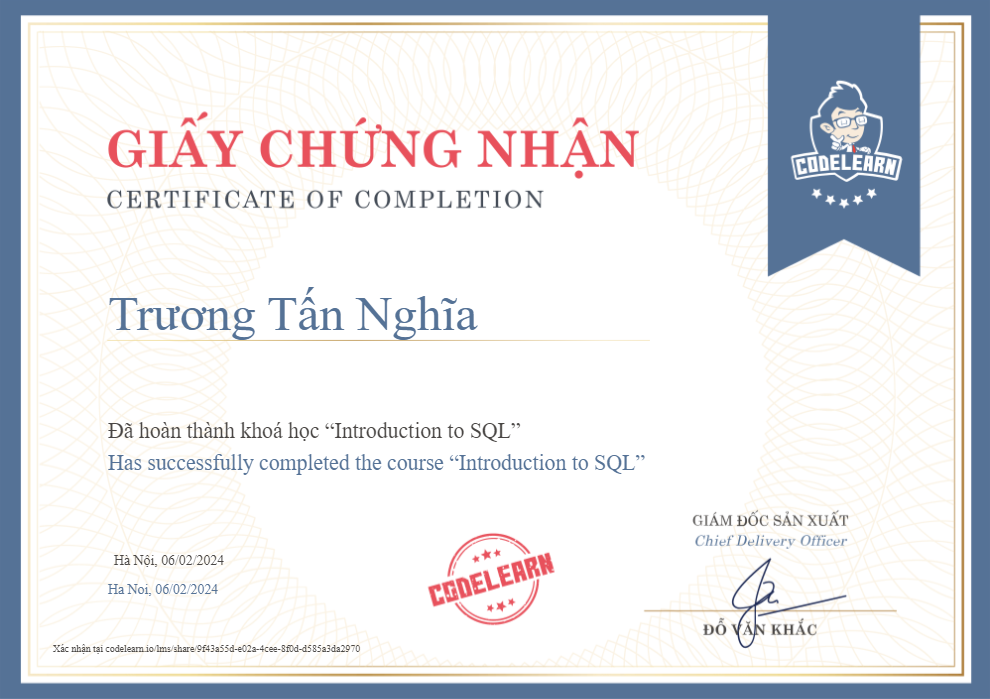 GIẤY CHỨNG NHẬN
CERTIFICATE OF COMPLETION
CODELEARN
Trương Tấn Nghĩa
Đã hoàn thành khoá học “Introduction to SQL”
Has successfully completed the course “Introduction to SQL”
GIÁM ĐỐC SẢN XUẤT
Chief Delivery Officer
Hà Nội, 06/02/2024
Ha Noi, 06/02/2024
CODELEARN
ĐỖ VĂN KHẮC
Xác nhận tại codelearn.io/lms/share/9f43a55d-e02a-4cee-8f0d-d585a3da2970